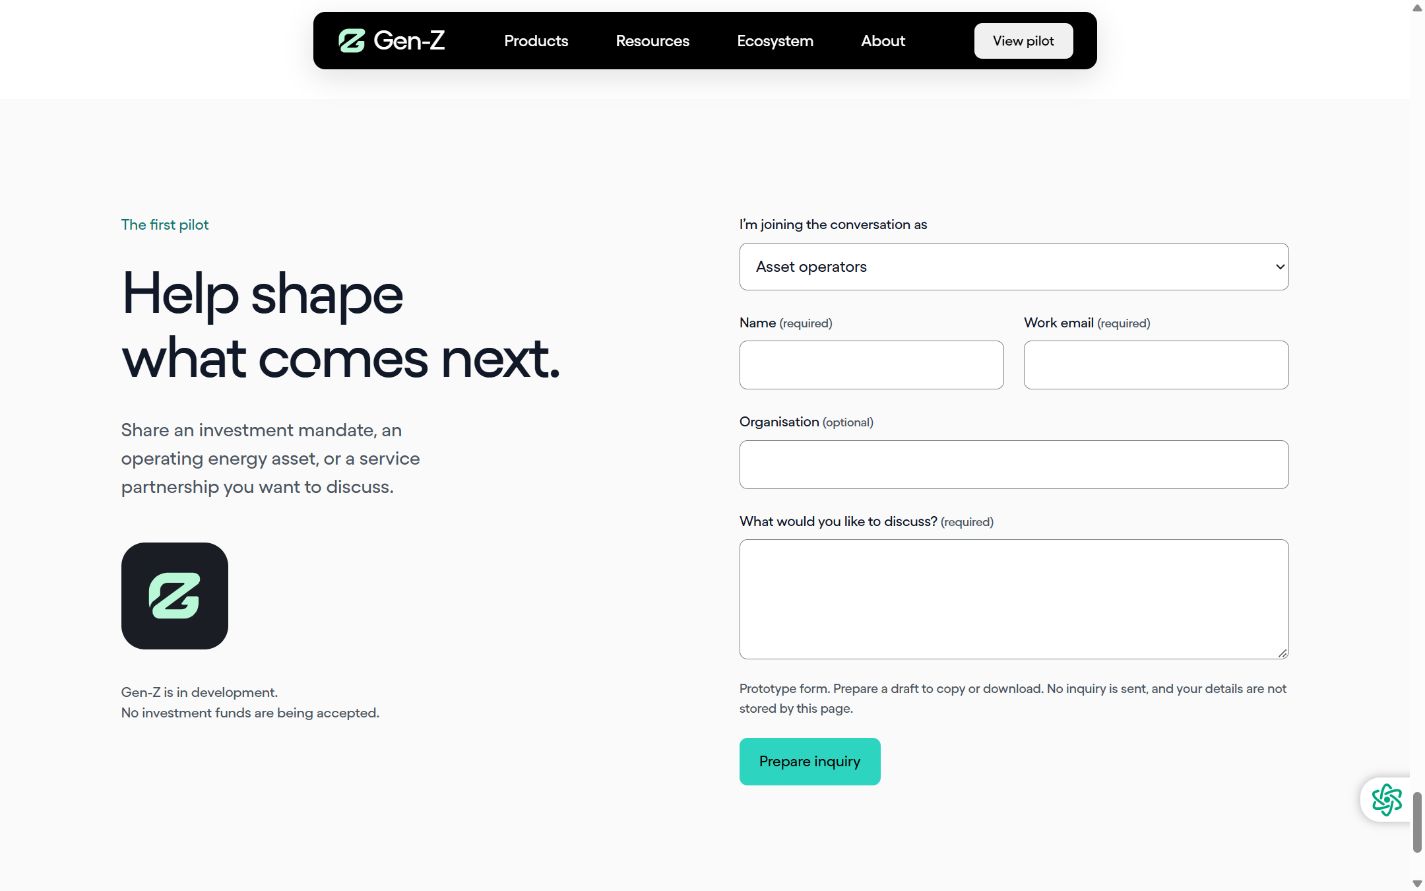 Gen-Z
Products
Resources
Ecosystem
About
View pilot
The first pilot
Help shape
what comes next.
Share an investment mandate, an
operating energy asset, or a service
partnership you want to discuss.
Gen-Z is in development.
No investment funds are being accepted.
I'm joining the conversation as
Asset operators
Name (required)
Work email (required)
Organisation (optional)
What would you like to discuss? (required)
Prototype form. Prepare a draft to copy or download. No inquiry is sent, and your details are not
stored by this page.
Prepare inquiry